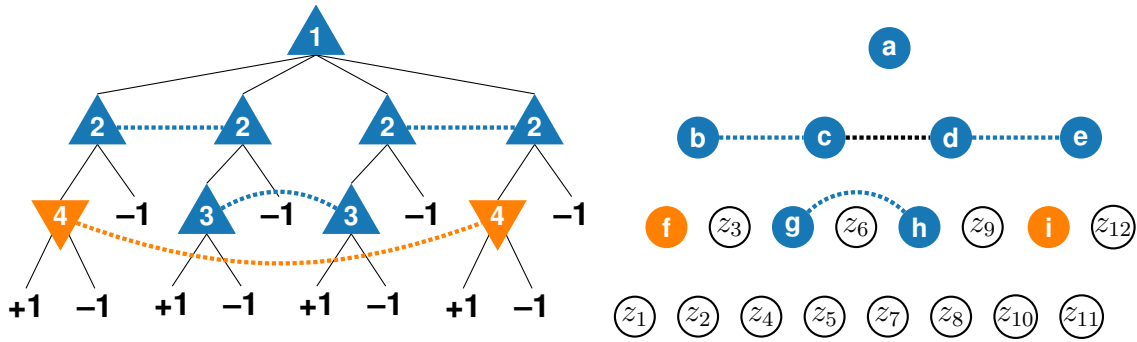 1
a
2 2 2 2
b c d e
4 –1 3 –1 3 –1 4 –1
f z3 g z6 h z9 i z12
+1 –1 +1 –1 +1 –1 +1 –1
z1 z2 z4 z5 z7 z8 z10 z11